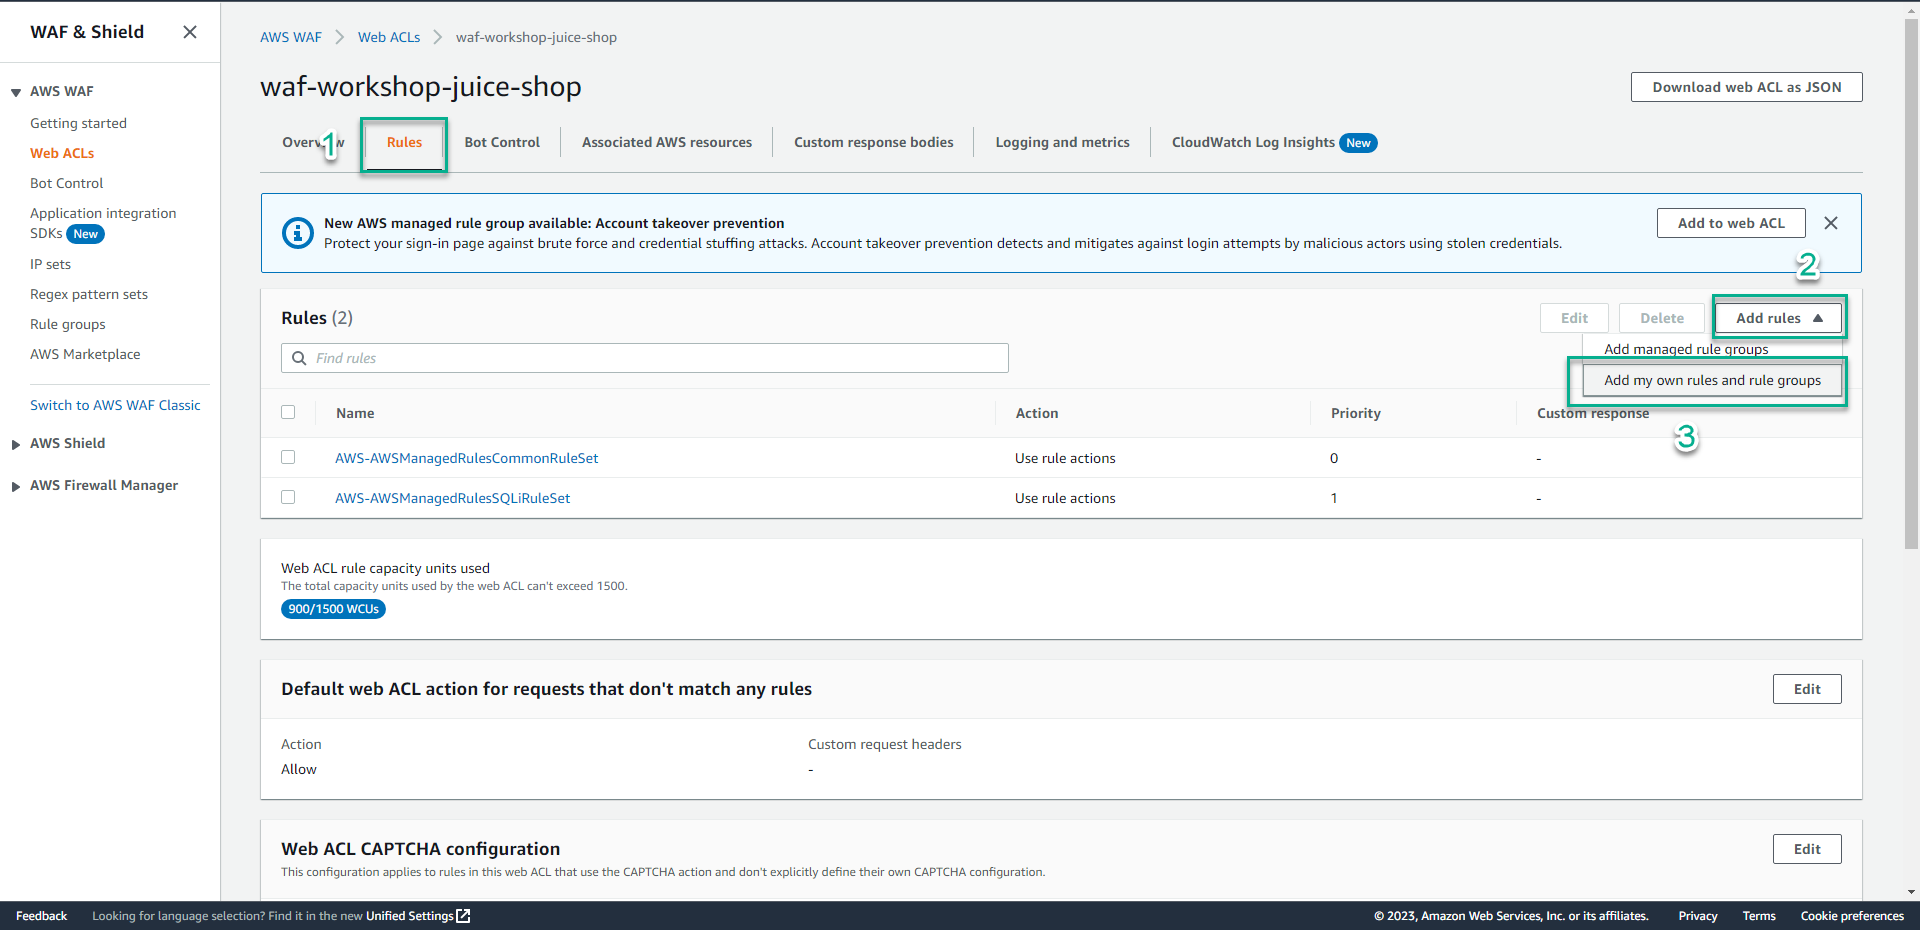 WAF & Shield
AWS WAF
Getting started
Web ACLs
Bot Control
Application integration
SDKs New
IP sets
Regex pattern sets
Rule groups
AWS Marketplace
Switch to AWS WAF Classic
AWS Shield
AWS Firewall Manager
AWS WAF > Web ACLs > waf-workshop-juice-shop
waf-workshop-juice-shop
Download web ACL as JSON
Overview 1 Rules Bot Control Associated AWS resources Custom response bodies Logging and metrics CloudWatch Log Insights New
New AWS managed rule group available: Account takeover prevention
Protect your sign-in page against brute force and credential stuffing attacks. Account takeover prevention detects and mitigates against login attempts by malicious actors using stolen credentials.
Add to web ACL
2
Rules (2)
Edit Delete Add rules
Find rules
Add managed rule groups
Add my own rules and rule groups
3
Name Action Priority Custom response
AWS-AWSManagedRulesCommonRuleSet Use rule actions 0 -
AWS-AWSManagedRulesSQLiRuleSet Use rule actions 1 -
Web ACL rule capacity units used
The total capacity units used by the web ACL can't exceed 1500.
900/1500 WCUs
Default web ACL action for requests that don't match any rules
Edit
Action Custom request headers
Allow -
Web ACL CAPTCHA configuration
Edit
This configuration applies to rules in this web ACL that use the CAPTCHA action and don't explicitly define their own CAPTCHA configuration.
Feedback Looking for language selection? Find it in the new Unified Settings © 2023, Amazon Web Services, Inc. or its affiliates. Privacy Terms Cookie preferences